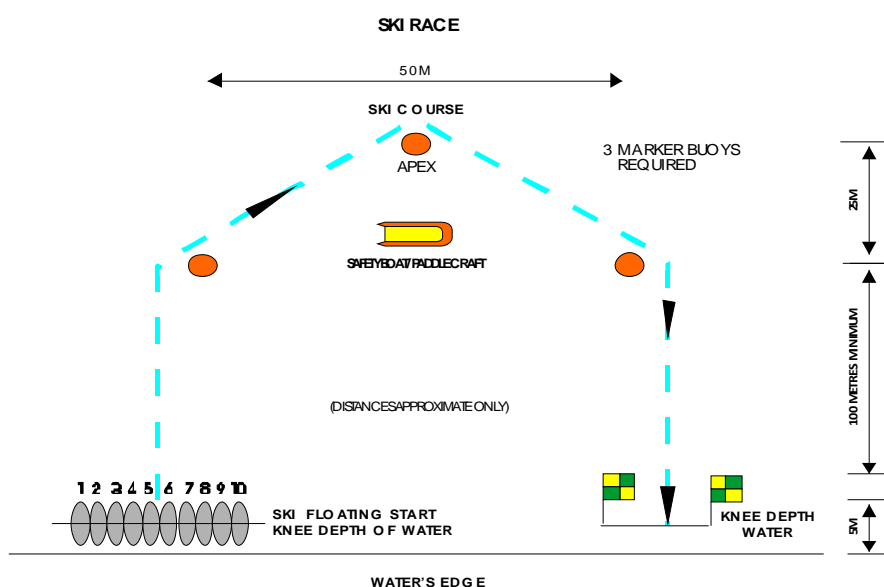 SKI RACE
50M
SKI COURSE
3 MARKER BUOYS
REQUIRED
APEX
25M
SAFETY BOAT/ PADDLE CRAFT
100 METRES MINIMUM
(DISTANCES APPROXIMATE ONLY)
1 2 3 4 5 6 7 8 9 10
SKI FLOATING START
KNEE DEPTH OF WATER
KNEE DEPTH
WATER
5M
WATER'S EDGE